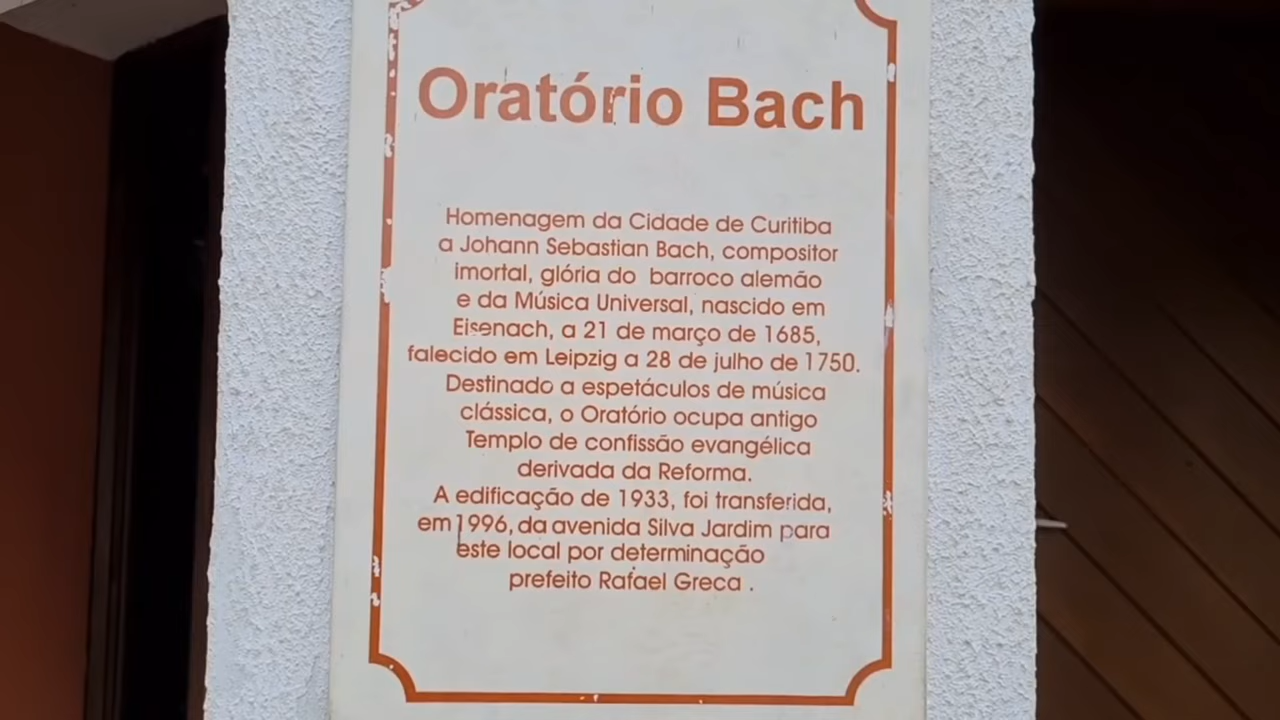 Oratório Bach
Homenagem da Cidade de Curitiba
a Johann Sebastian Bach, compositor
imortal, glória do barroco alemão
e da Música Universal, nascido em
Eisenach, a 21 de março de 1685,
falecido em Leipzig a 28 de julho de 1750.
Destinado a espetáculos de música
clássica, o Oratório ocupa antigo
Templo de confissão evangélica
derivada da Reforma.
A edificação de 1933, foi transferida,
em 1996, da avenida Silva Jardim para
este local por determinação
prefeito Rafael Greca .